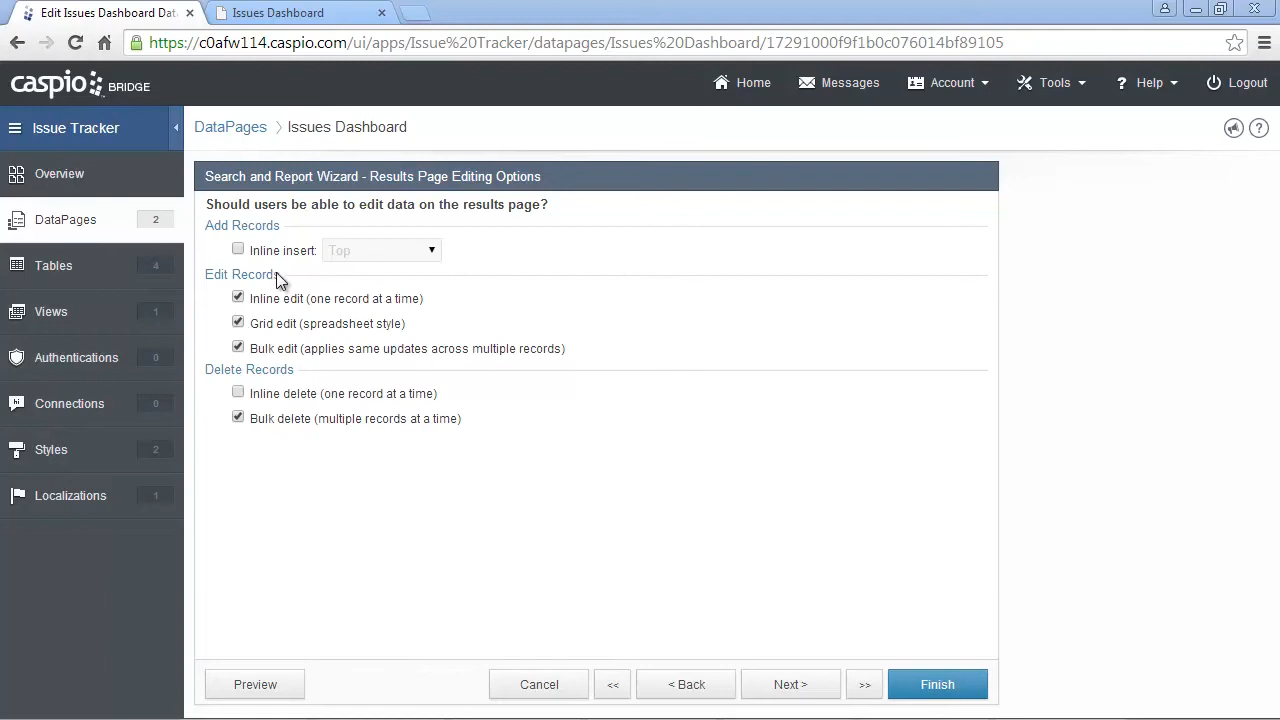 Edit Issues Dashboard Dat
Issues Dashboard
https://c0afw114.caspio.com/ui/apps/Issue%20Tracker/datapages/Issues%20Dashboard/17291000f9f1b0c076014bf89105
caspio BRIDGE
Home
Messages
Account
Tools
? Help
Logout
Issue Tracker
DataPages > Issues Dashboard
?
Overview
DataPages 2
Tables 4
Views 1
Authentications 0
Connections 0
Styles 2
Localizations 1
Search and Report Wizard - Results Page Editing Options
Should users be able to edit data on the results page?
Add Records
Inline insert: Top
Edit Records
Inline edit (one record at a time)
Grid edit (spreadsheet style)
Bulk edit (applies same updates across multiple records)
Delete Records
Inline delete (one record at a time)
Bulk delete (multiple records at a time)
Preview
Cancel
<<
< Back
Next >
>>
Finish